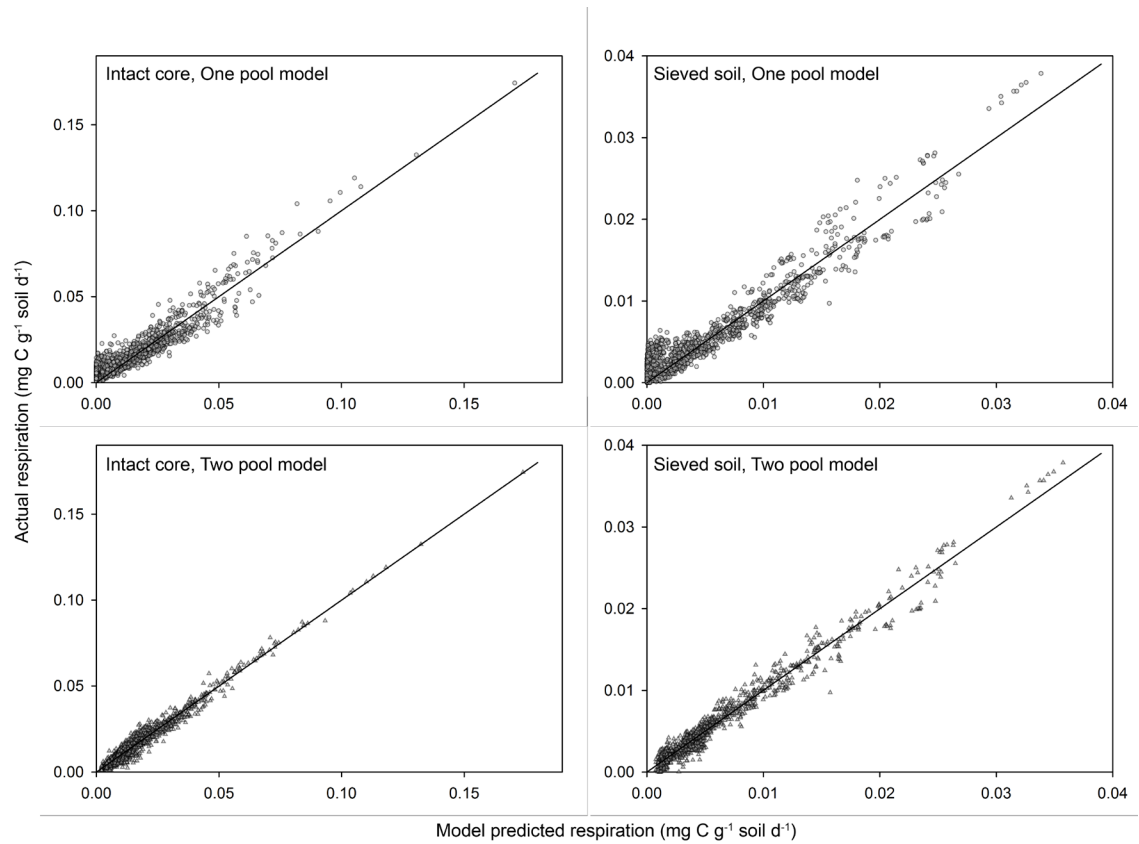 Intact core, One pool model
0.15
0.10
0.05
0.00
0.00 0.05 0.10 0.15
Sieved soil, One pool model
0.04
0.03
0.02
0.01
0.00
0.00 0.01 0.02 0.03 0.04
Actual respiration (mg C g⁻¹ soil d⁻¹)
Intact core, Two pool model
0.15
0.10
0.05
0.00
0.00 0.05 0.10 0.15
Sieved soil, Two pool model
0.04
0.03
0.02
0.01
0.00
0.00 0.01 0.02 0.03 0.04
Model predicted respiration (mg C g⁻¹ soil d⁻¹)